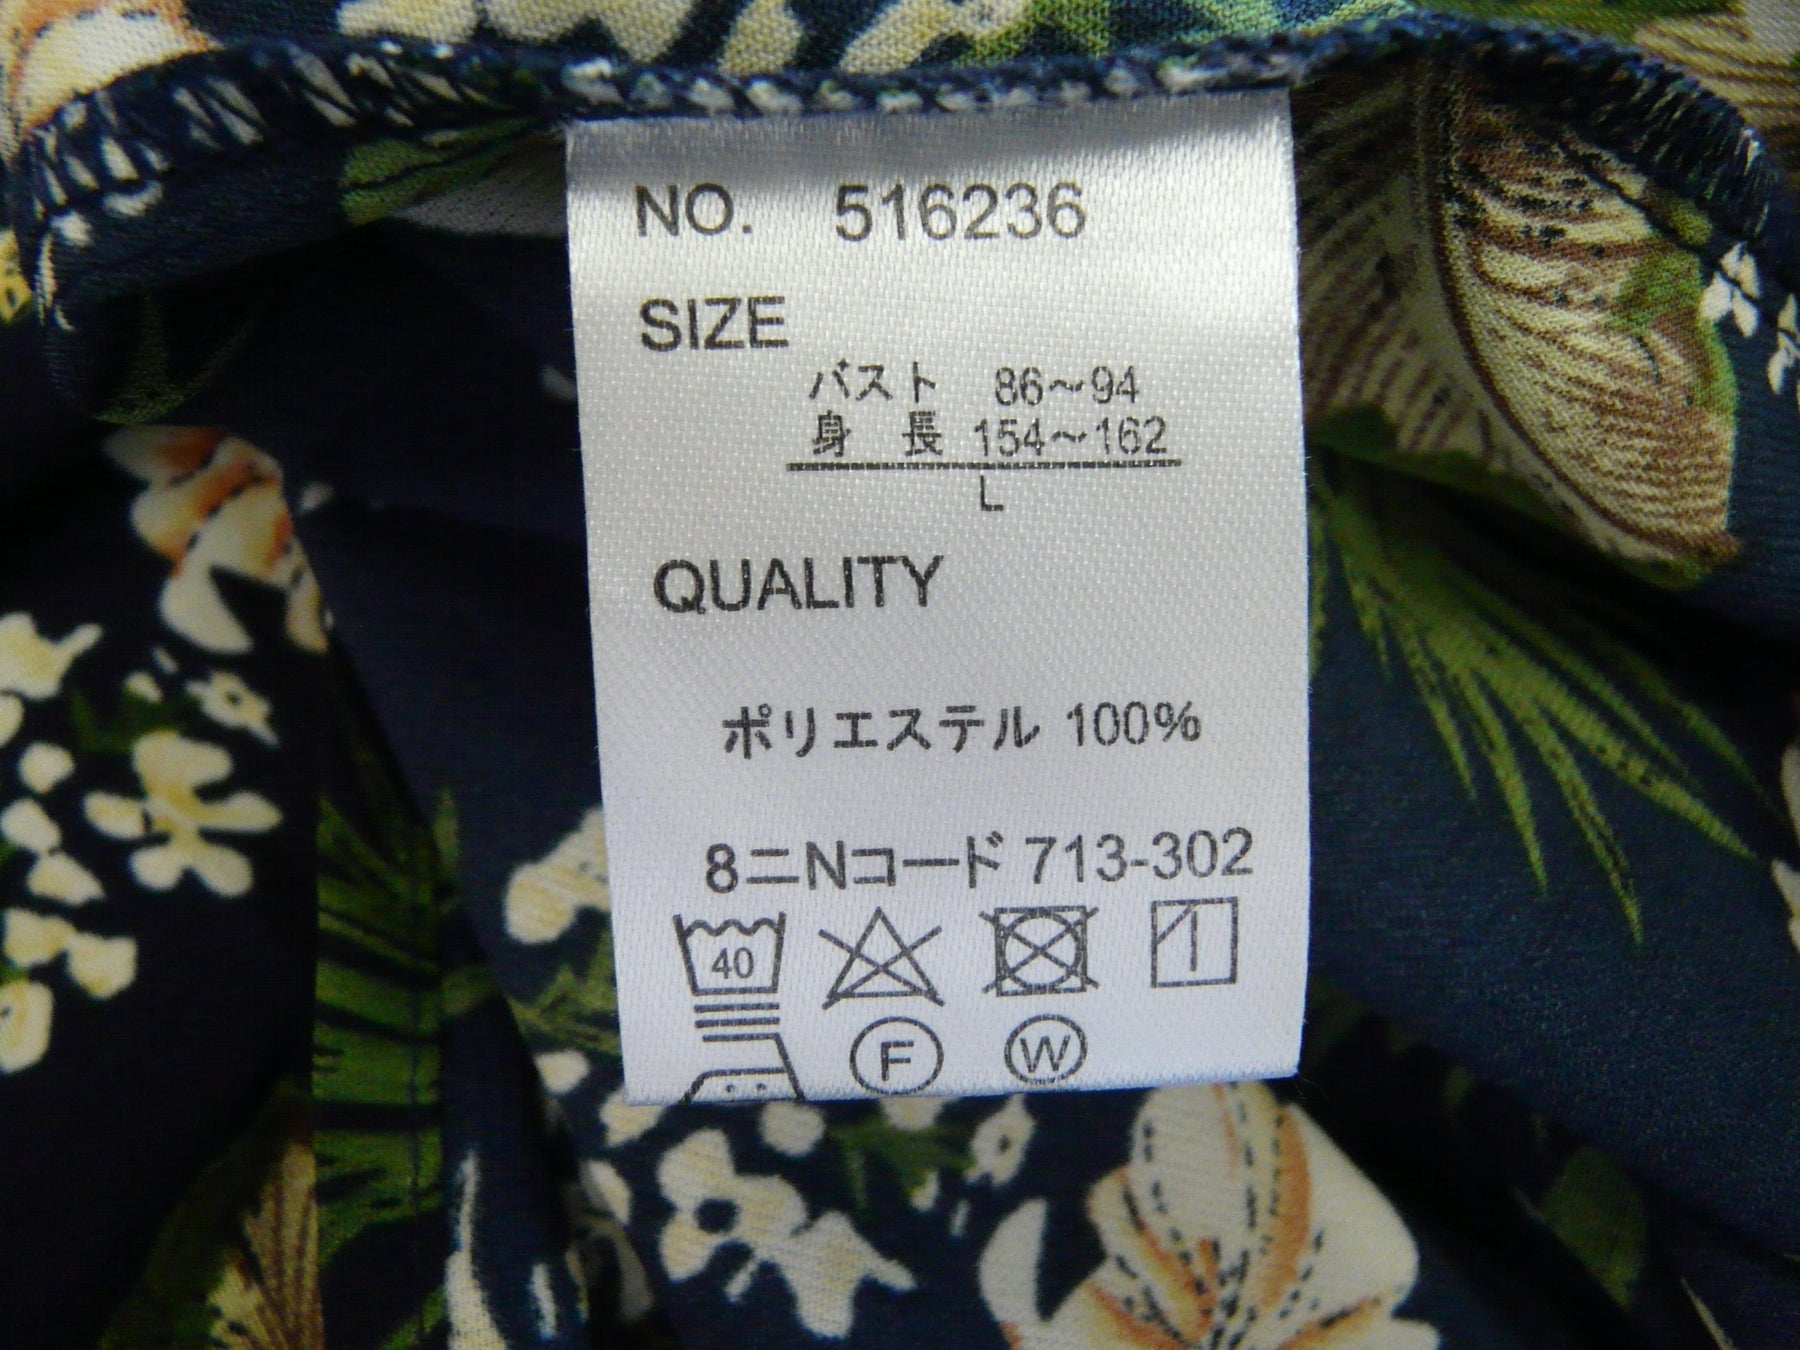 NO. 516236
SIZE
バスト 86～94
身 長 154～162
L
QUALITY
ポリエステル 100%
8ニNコード 713-302
40
F W